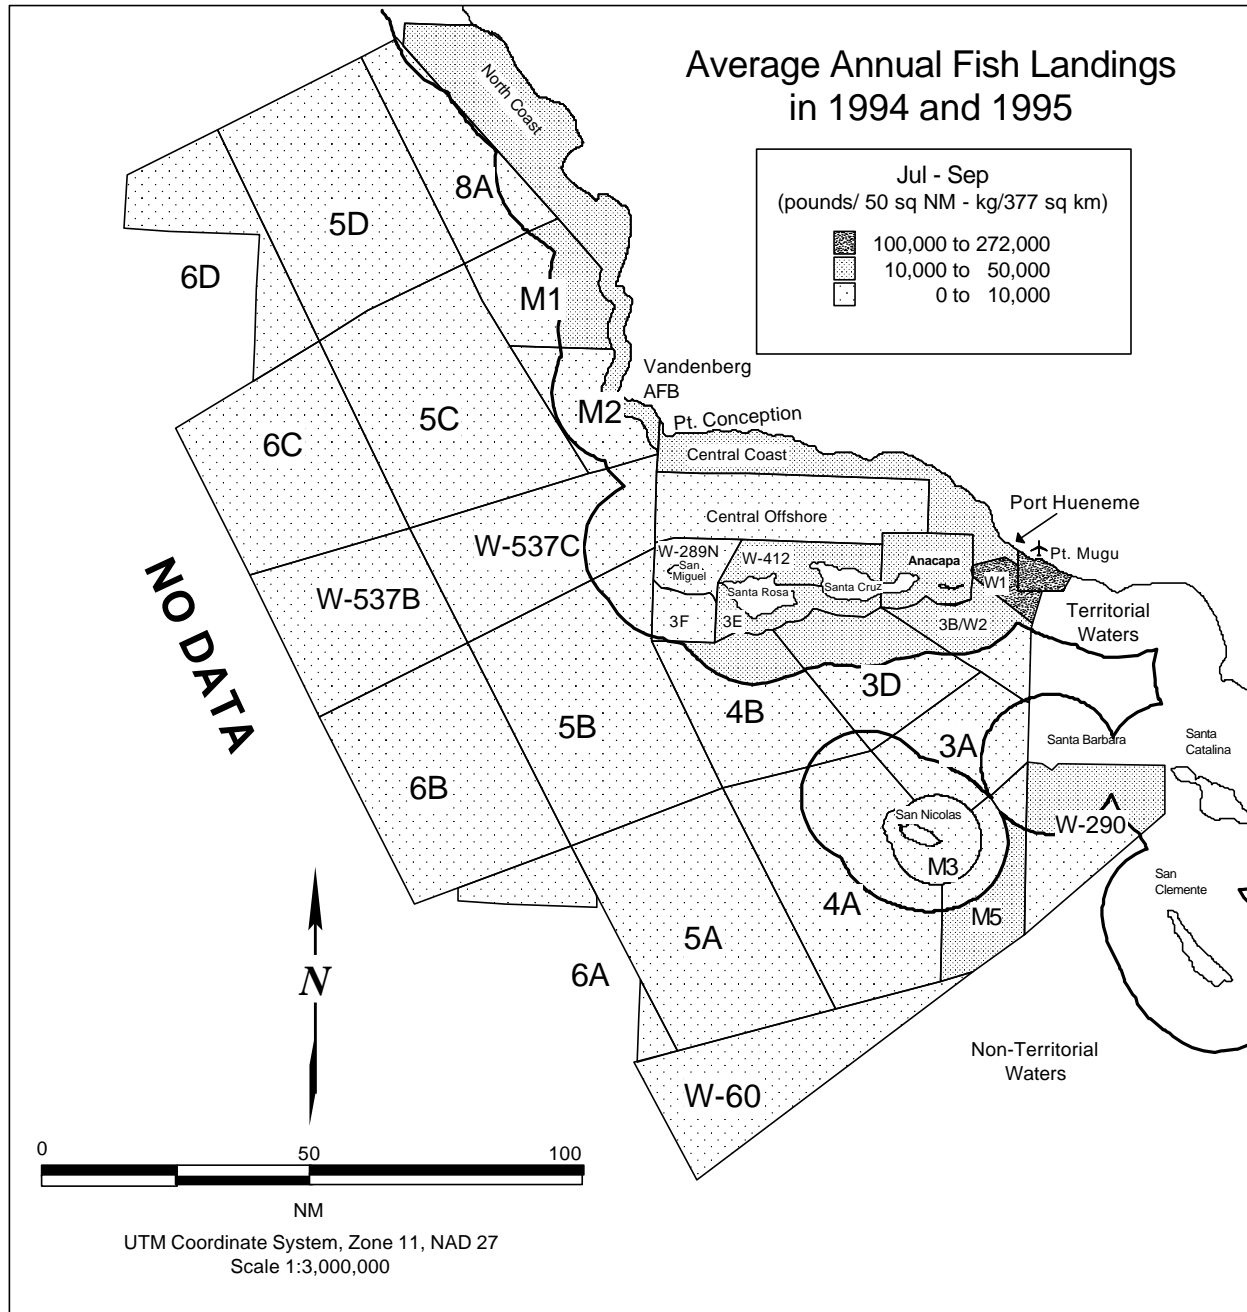 Average Annual Fish Landings
in 1994 and 1995
Jul - Sep
(pounds/ 50 sq NM - kg/377 sq km)
100,000 to 272,000
10,000 to 50,000
0 to 10,000
North Coast
8A
5D
6D
M1
Vandenberg
AFB
M2
Pt. Conception
5C
6C
Central Coast
Port Hueneme
Central Offshore
W-537C
W-289N
W-412
Pt. Mugu
San
Miguel
Anacapa
W1
Santa Rosa
Santa Cruz
NO DATA
W-537B
3F
3E
3B/W2
Territorial
Waters
3D
4B
5B
3A
Santa Barbara
Santa
Catalina
6B
San Nicolas
W-290
M3
San
Clemente
4A
M5
5A
6A
N
Non-Territorial
Waters
W-60
0 50 100
NM
UTM Coordinate System, Zone 11, NAD 27
Scale 1:3,000,000